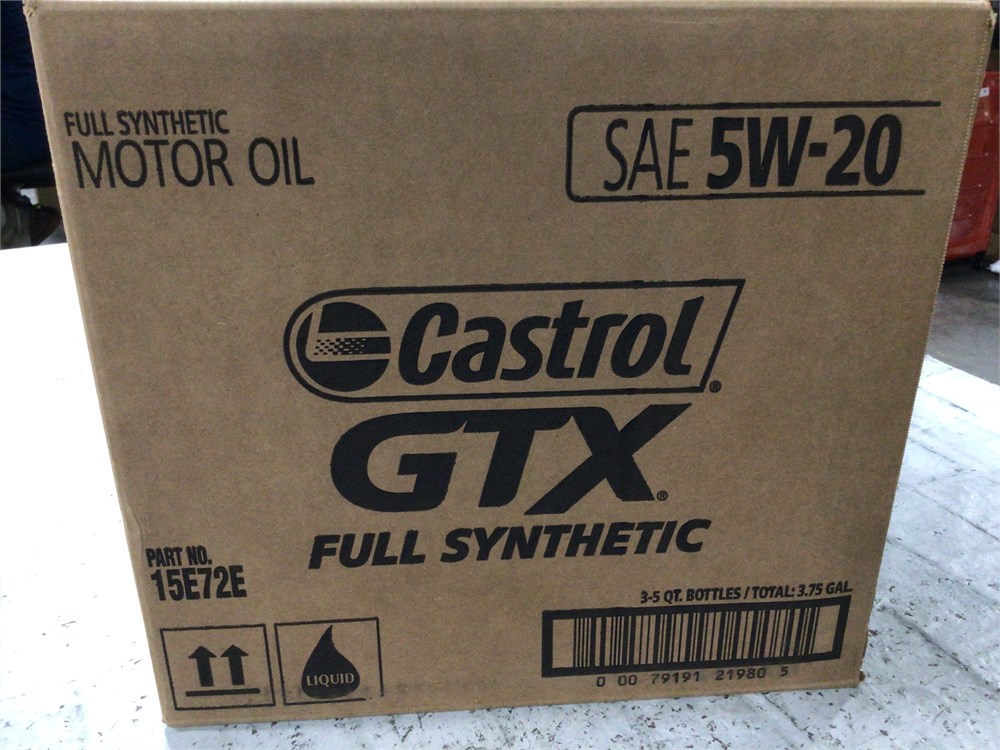 FULL SYNTHETIC
MOTOR OIL
SAE 5W-20
Castrol®
GTX®
FULL SYNTHETIC
PART NO.
15E72E
3-5 QT. BOTTLES / TOTAL: 3.75 GAL.
LIQUID
0 00 79191 21980 5